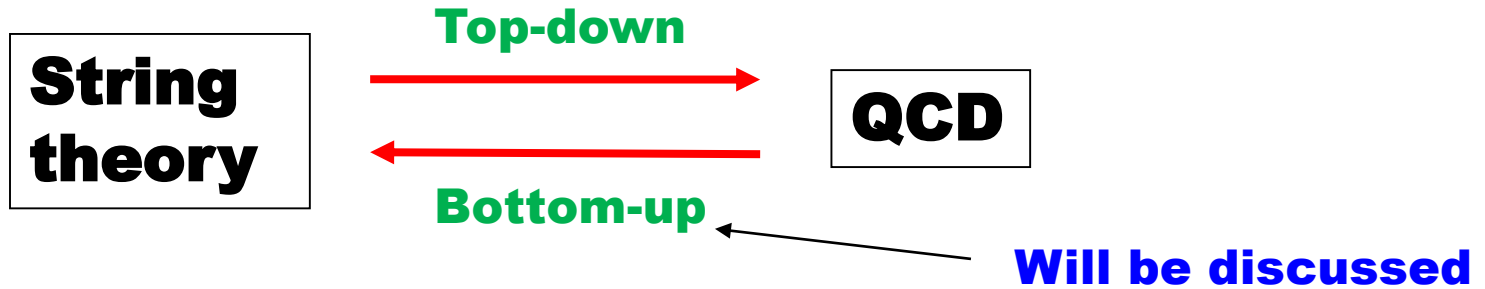 Top-down
String
theory
QCD
Bottom-up
Will be discussed